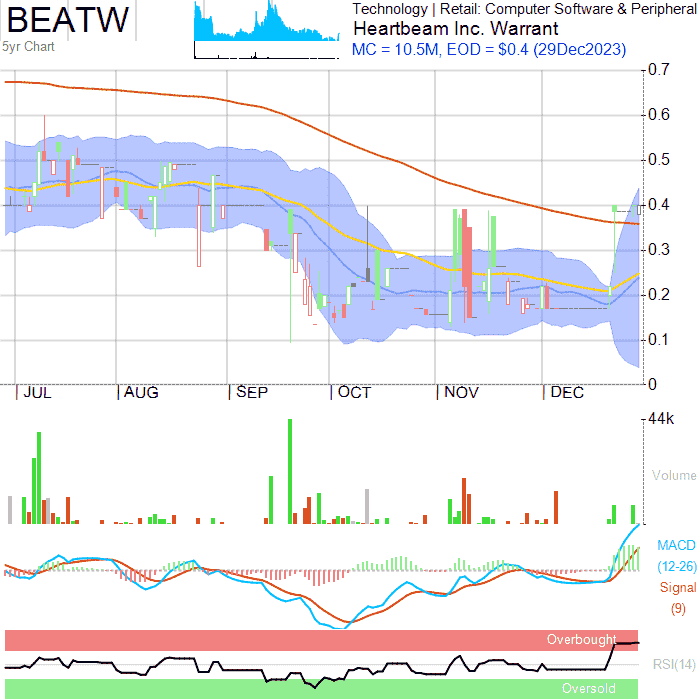 BEATW
5yr Chart
Technology | Retail: Computer Software & Peripheral
Heartbeam Inc. Warrant
MC = 10.5M, EOD = $0.4 (29Dec2023)
0.7
0.6
0.5
0.4
0.3
0.2
0.1
0
JUL AUG SEP OCT NOV DEC
44k
Volume
MACD
(12-26)
Signal
(9)
Overbought
RSI(14)
Oversold